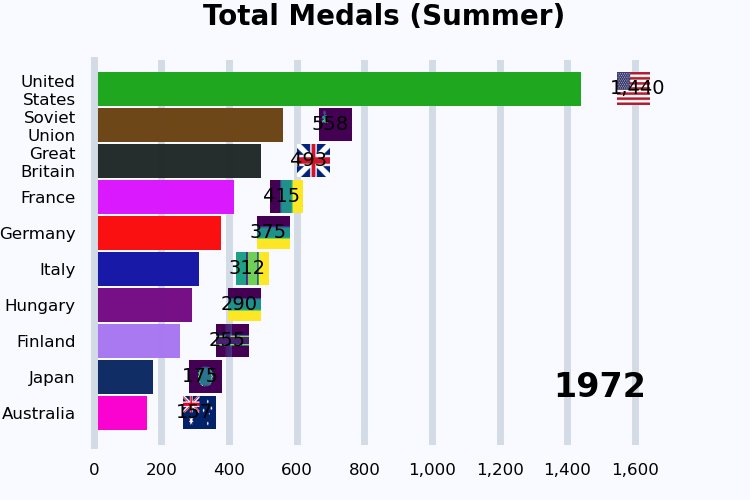 Total Medals (Summer)
United
States
1,440
Soviet
Union
558
Great
Britain
493
France
415
Germany
375
Italy
312
Hungary
290
Finland
255
Japan
175
Australia
157
1972
0 200 400 600 800 1,000 1,200 1,400 1,600